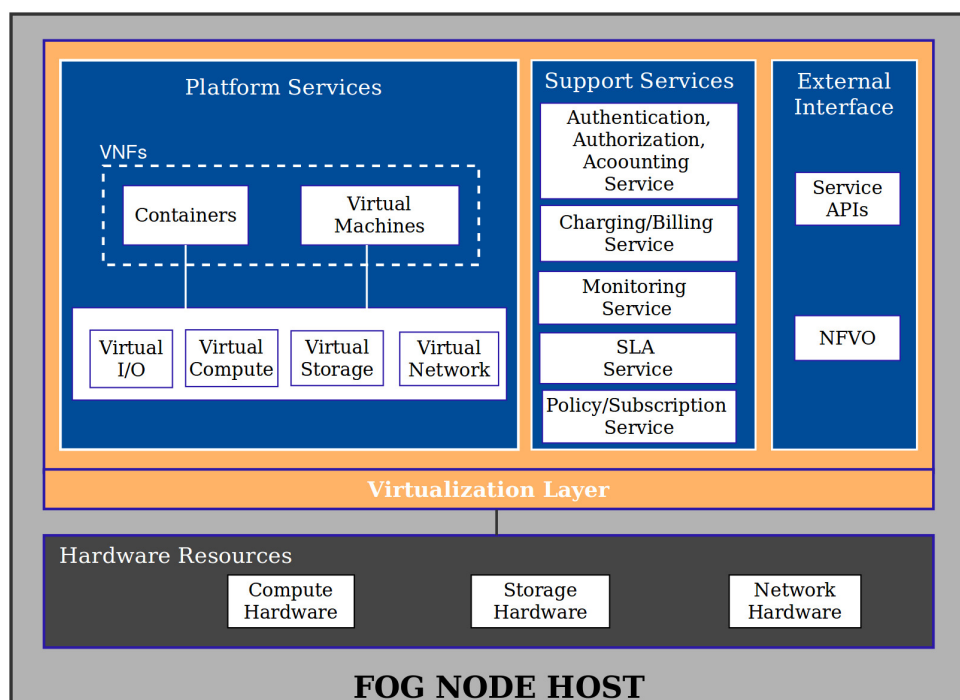 Platform Services
VNFs
Containers
Virtual
Machines
Virtual
I/O
Virtual
Compute
Virtual
Storage
Virtual
Network
Support Services
Authentication,
Authorization,
Acoounting
Service
Charging/Billing
Service
Monitoring
Service
SLA
Service
Policy/Subscription
Service
External
Interface
Service
APIs
NFVO
Virtualization Layer
Hardware Resources
Compute
Hardware
Storage
Hardware
Network
Hardware
FOG NODE HOST